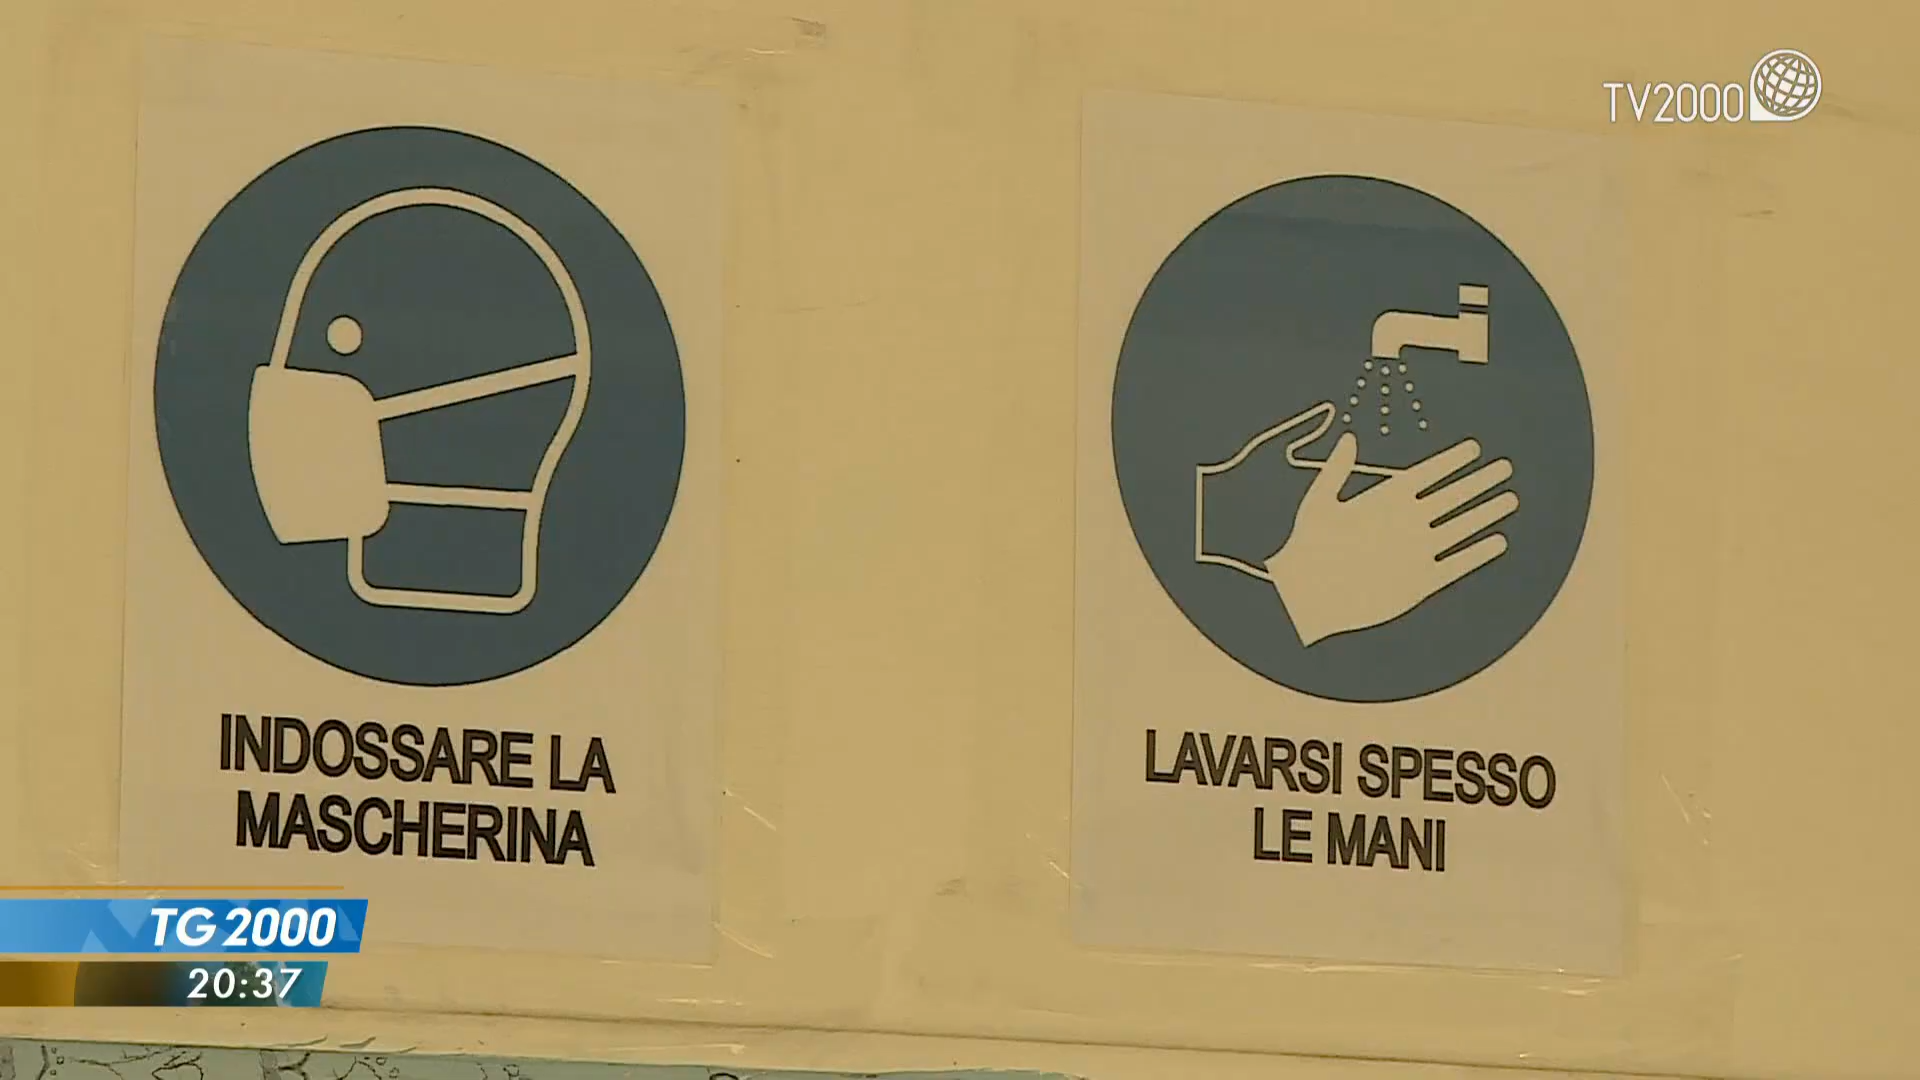 TV2000
INDOSSARE LA
MASCHERINA
LAVARSI SPESSO
LE MANI
TG 2000
20:37